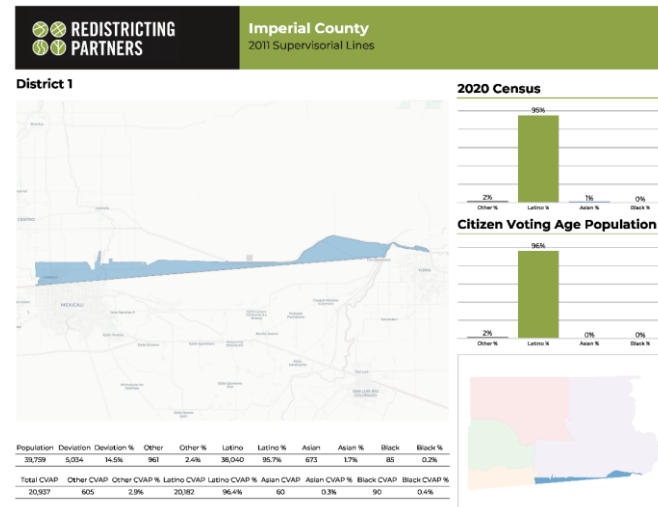 REDISTRICTING
PARTNERS
Imperial County
2011 Supervisorial Lines
District 1
MEXICALI
2020 Census
95%
2%
1%
0%
Other %
Latino %
Asian %
Black %
Citizen Voting Age Population
96%
2%
0%
0%
Other %
Latino %
Asian %
Black %
Population Deviation Deviation % Other Other % Latino Latino % Asian Asian % Black Black %
39,759 5,034 14.5% 961 2.4% 38,040 95.7% 673 1.7% 85 0.2%
Total CVAP Other CVAP Other CVAP % Latino CVAP Latino CVAP % Asian CVAP Asian CVAP % Black CVAP Black CVAP %
20,937 605 2.9% 20,182 96.4% 60 0.3% 90 0.4%